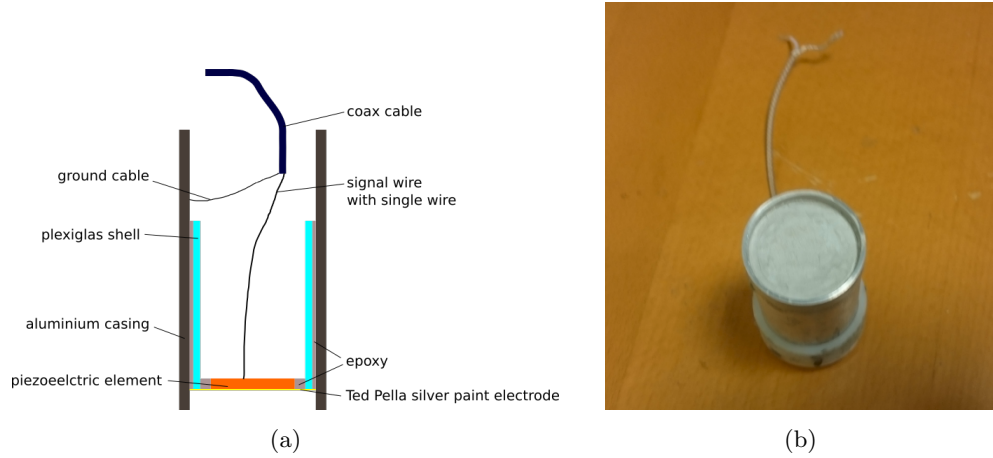 coax cable
ground cable
signal wire
with single wire
plexiglas shell
aluminium casing
epoxy
piezoeelctric element
Ted Pella silver paint electrode
(a)
(b)